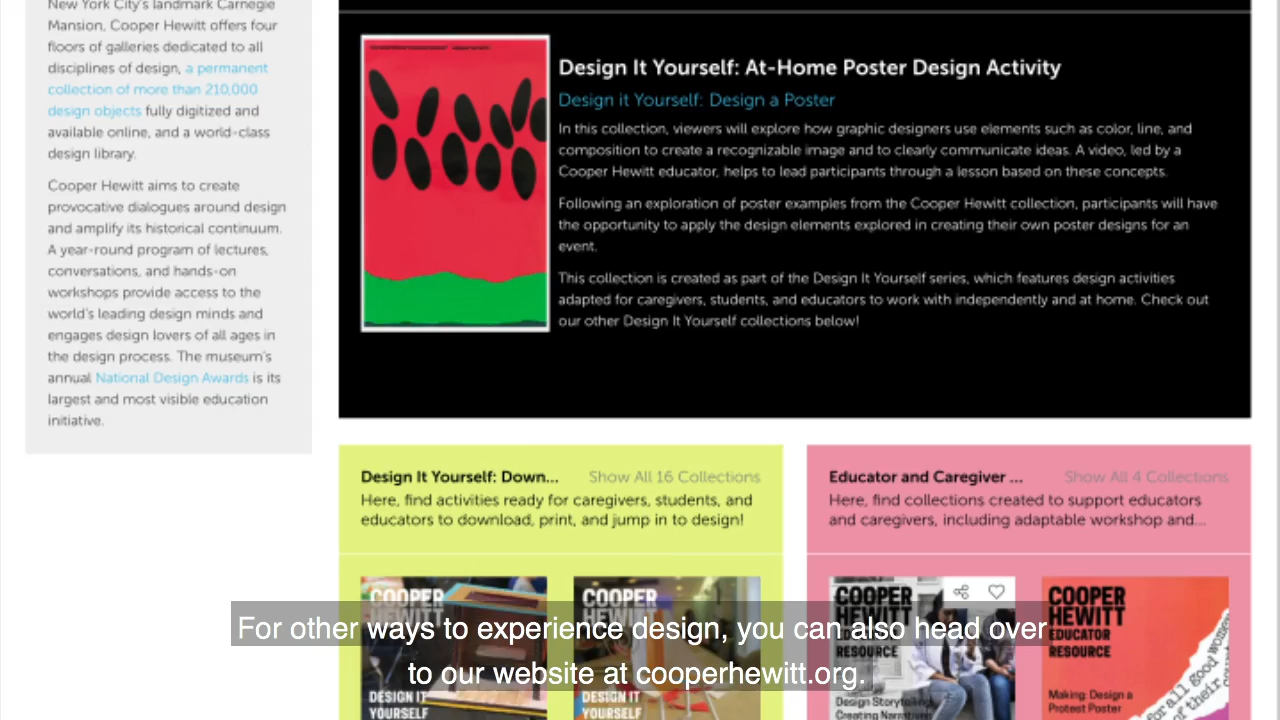 New York City's landmark Carnegie
Mansion, Cooper Hewitt offers four
floors of galleries dedicated to all
disciplines of design, a permanent
collection of more than 210,000
design objects fully digitized and
available online, and a world-class
design library.
Cooper Hewitt aims to create
provocative dialogues around design
and amplify its historical continuum.
A year-round program of lectures,
conversations, and hands-on
workshops provide access to the
world's leading design minds and
engages design lovers of all ages in
the design process. The museum's
annual National Design Awards is its
largest and most visible education
initiative.
Design It Yourself: At-Home Poster Design Activity
Design it Yourself: Design a Poster
In this collection, viewers will explore how graphic designers use elements such as color, line, and
composition to create a recognizable image and to clearly communicate ideas. A video, led by a
Cooper Hewitt educator, helps to lead participants through a lesson based on these concepts.
Following an exploration of poster examples from the Cooper Hewitt collection, participants will have
the opportunity to apply the design elements explored in creating their own poster designs for an
event.
This collection is created as part of the Design It Yourself series, which features design activities
adapted for caregivers, students, and educators to work with independently and at home. Check out
our other Design It Yourself collections below!
Design It Yourself: Down... Show All 16 Collections
Here, find activities ready for caregivers, students, and
educators to download, print, and jump in to design!
Educator and Caregiver ... Show All 4 Collections
Here, find collections created to support educators
and caregivers, including adaptable workshop and...
COOPER
HEWITT
DESIGN IT
YOURSELF
COOPER
HEWITT
DESIGN IT
YOURSELF
COOPER
HEWITT
RESOURCE
Design Storytelling
Creating Narratives
COOPER
HEWITT
EDUCATOR
RESOURCE
Making: Design a
Protest Poster
for all good
of their
For other ways to experience design, you can also head over
to our website at cooperhewitt.org.